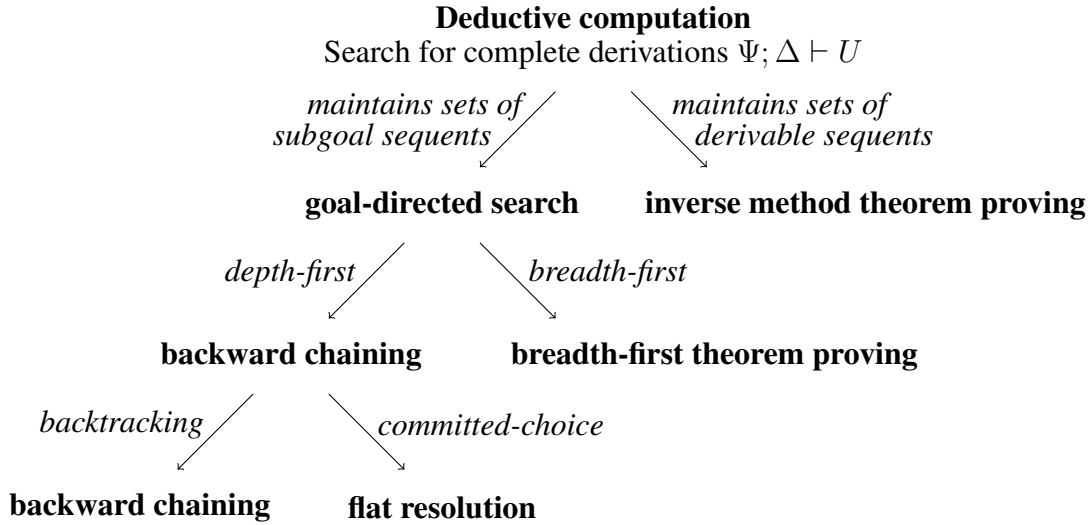 Deductive computation
Search for complete derivations Ψ; Δ ⊢ U
maintains sets of
subgoal sequents
maintains sets of
derivable sequents
goal-directed search
inverse method theorem proving
depth-first
breadth-first
backward chaining
breadth-first theorem proving
backtracking
committed-choice
backward chaining
flat resolution